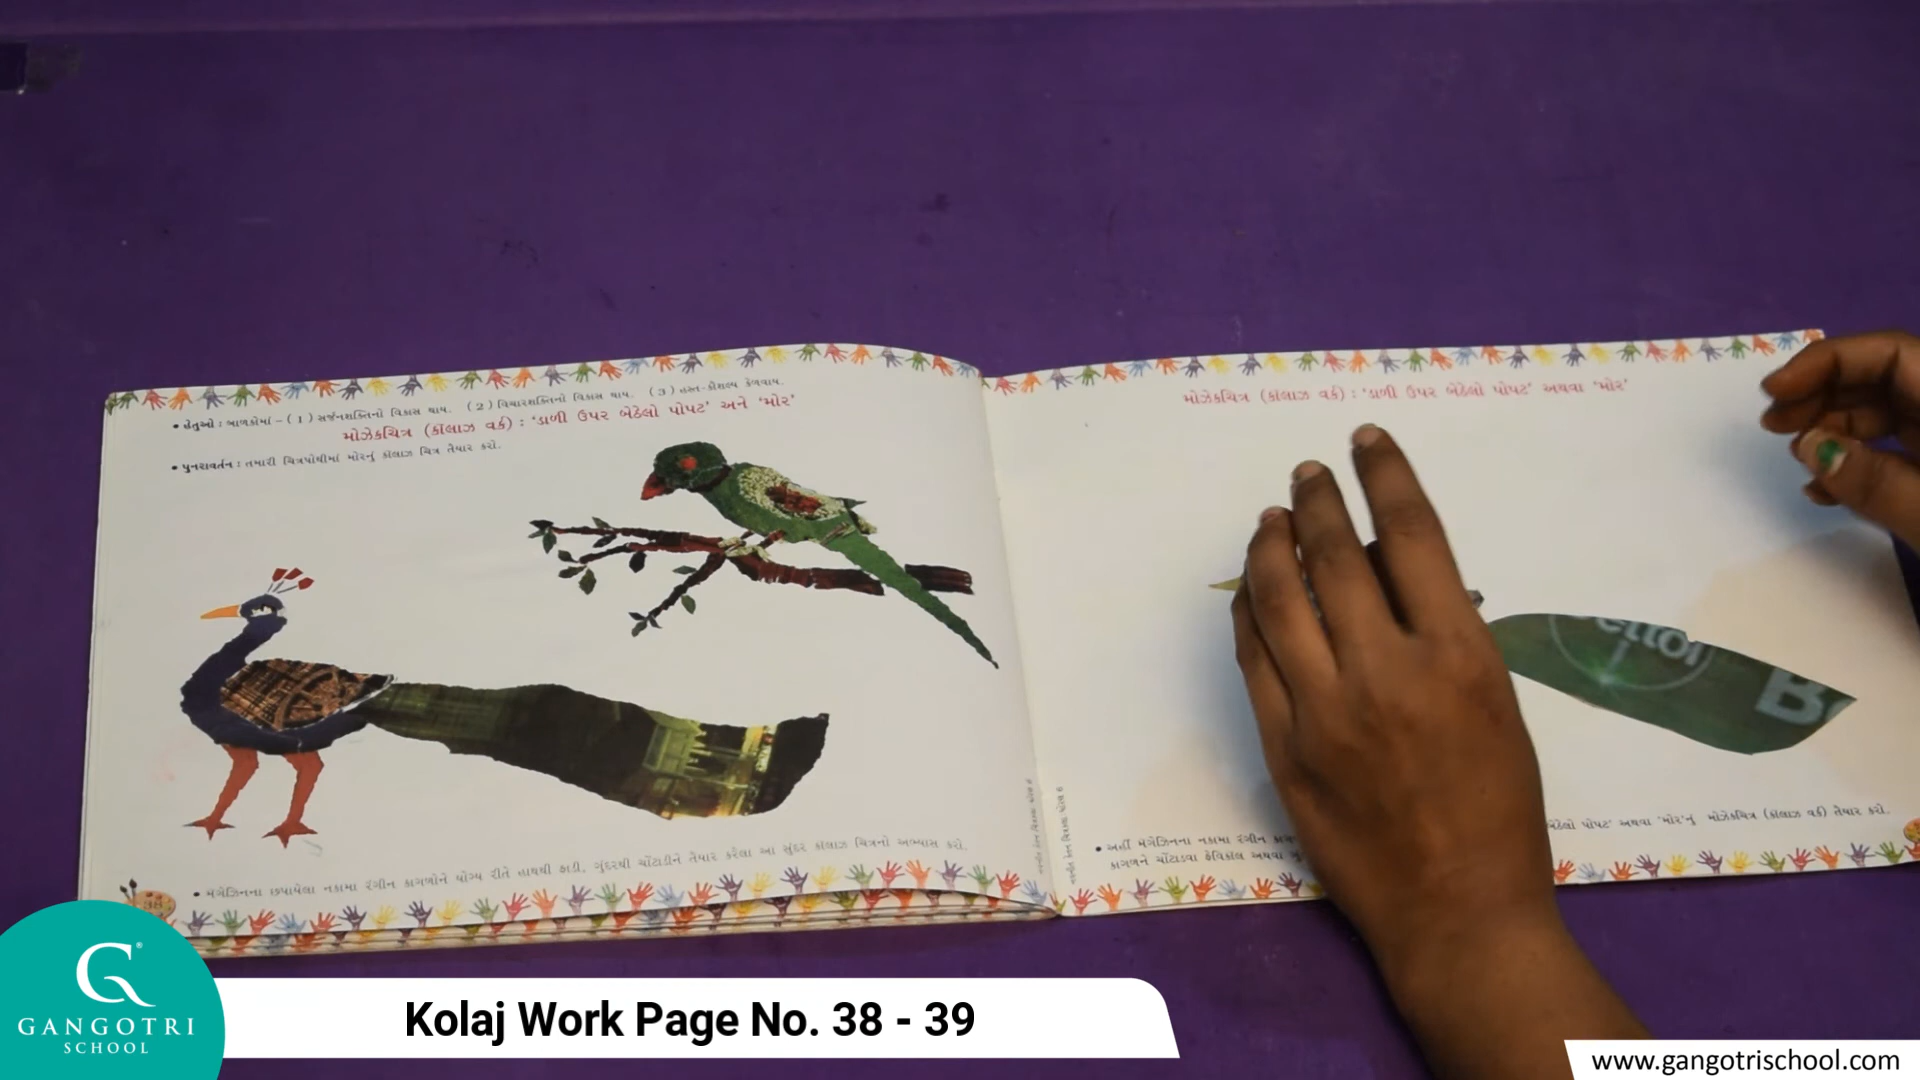 • હેતુઓ : બાળકોમાં – (1) સર્જનશક્તિનો વિકાસ થાય. (2) વિચારશક્તિનો વિકાસ થાય. (3) હસ્ત-કૌશલ્ય કેળવાય.
મોઝેકચિત્ર (કૉલાઝ વર્ક) : ‘ડાળી ઉપર બેઠેલો પોપટ’ અને ‘મોર’
• પુનરાવર્તન : તમારી ચિત્રપોથીમાં મોરનું કૉલાઝ ચિત્ર તૈયાર કરો.
• મૅગેઝિનના છપાયેલા નકામા રંગીન કાગળોને યોગ્ય રીતે હાથથી ફાડી, ગુંદરથી ચોંટાડીને તૈયાર કરેલા આ સુંદર કૉલાઝ ચિત્રનો અભ્યાસ કરો.
38
મોઝેકચિત્ર (કૉલાઝ વર્ક) : ‘ડાળી ઉપર બેઠેલો પોપટ’ અથવા ‘મોર’
B
• અહીં મૅગેઝિનના નકામા રંગીન બેઠેલો પોપટ’ અથવા ‘મોર’નું મોઝેકચિત્ર (કૉલાઝ વર્ક) તૈયાર કરો.
કાગળને ચોંટાડવા ફેવિકૉલ અથવા
GANGOTRI
SCHOOL
Kolaj Work Page No. 38 - 39
www.gangotrischool.com